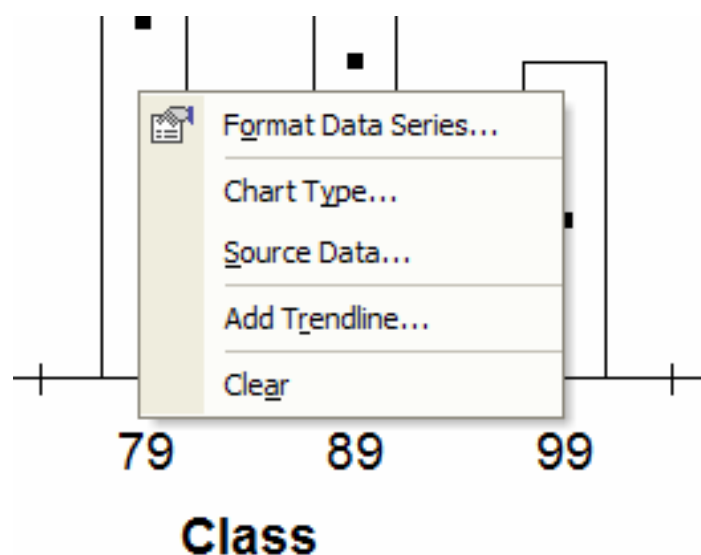 Format Data Series...
Chart Type...
Source Data...
Add Trendline...
Clear
79 89 99
Class